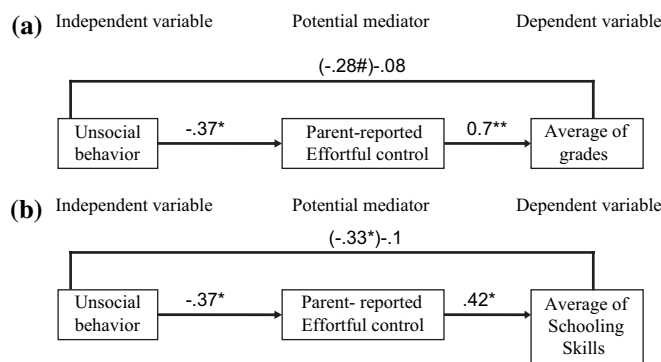 (a) Independent variable Potential mediator Dependent variable
(-.28#)-.08
Unsocial behavior
-.37*
Parent-reported
Effortful control
0.7**
Average of
grades
(b) Independent variable Potential mediator Dependent variable
(-.33*)-.1
Unsocial
behavior
-.37*
Parent- reported
Effortful control
.42*
Average of
Schooling
Skills